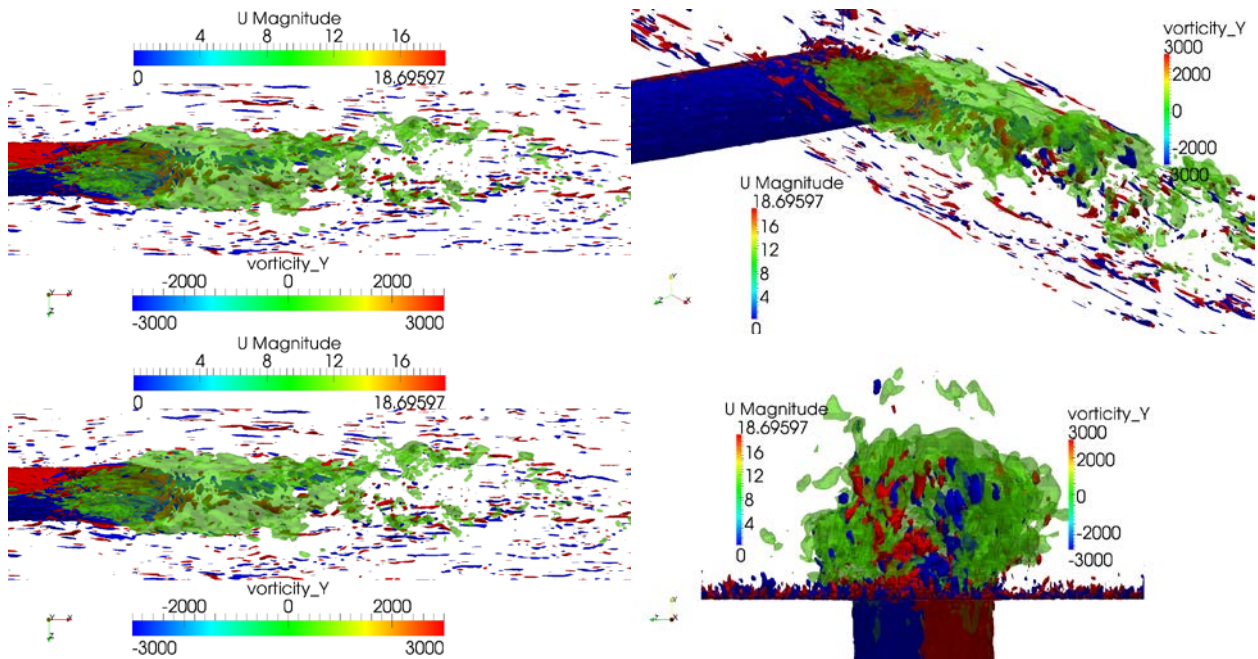 U Magnitude
4 8 12 16
0 18.69597
vorticity_Y
-2000 0 2000
-3000 3000
Y X
Z
vorticity_Y
3000
2000
0
-2000
-3000
U Magnitude
18.69597
16
12
8
4
0
Y
Z X
U Magnitude
4 8 12 16
0 18.69597
vorticity_Y
-2000 0 2000
-3000 3000
Y X
Z
U Magnitude
18.69597
16
12
8
4
0
vorticity_Y
3000
2000
0
-2000
-3000
Y
Z